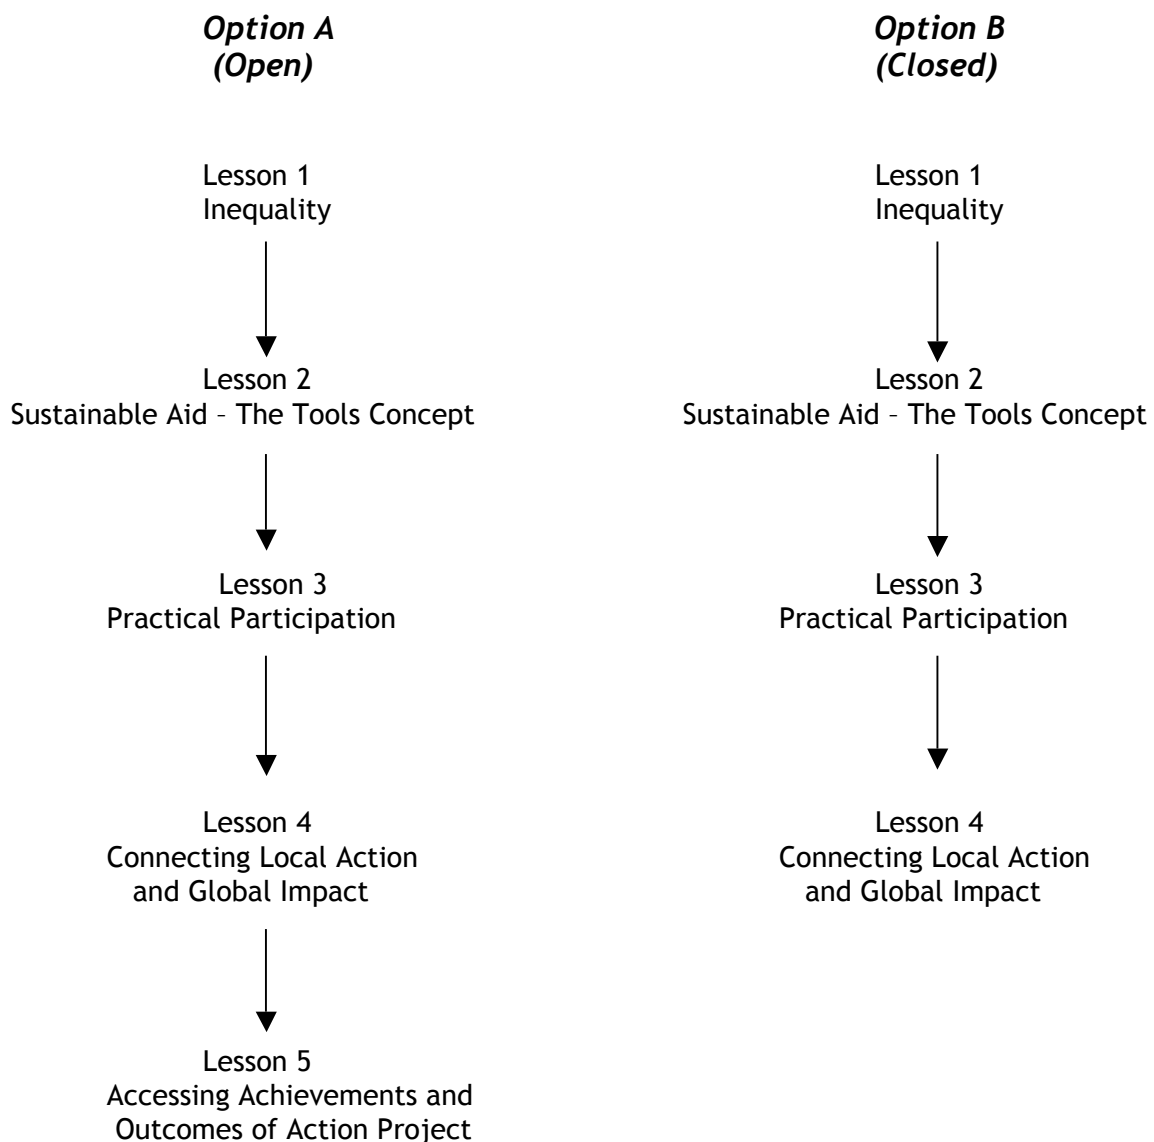 Option A
(Open)
Lesson 1
Inequality
Lesson 2
Sustainable Aid – The Tools Concept
Lesson 3
Practical Participation
Lesson 4
Connecting Local Action
and Global Impact
Lesson 5
Accessing Achievements and
Outcomes of Action Project
Option B
(Closed)
Lesson 1
Inequality
Lesson 2
Sustainable Aid – The Tools Concept
Lesson 3
Practical Participation
Lesson 4
Connecting Local Action
and Global Impact